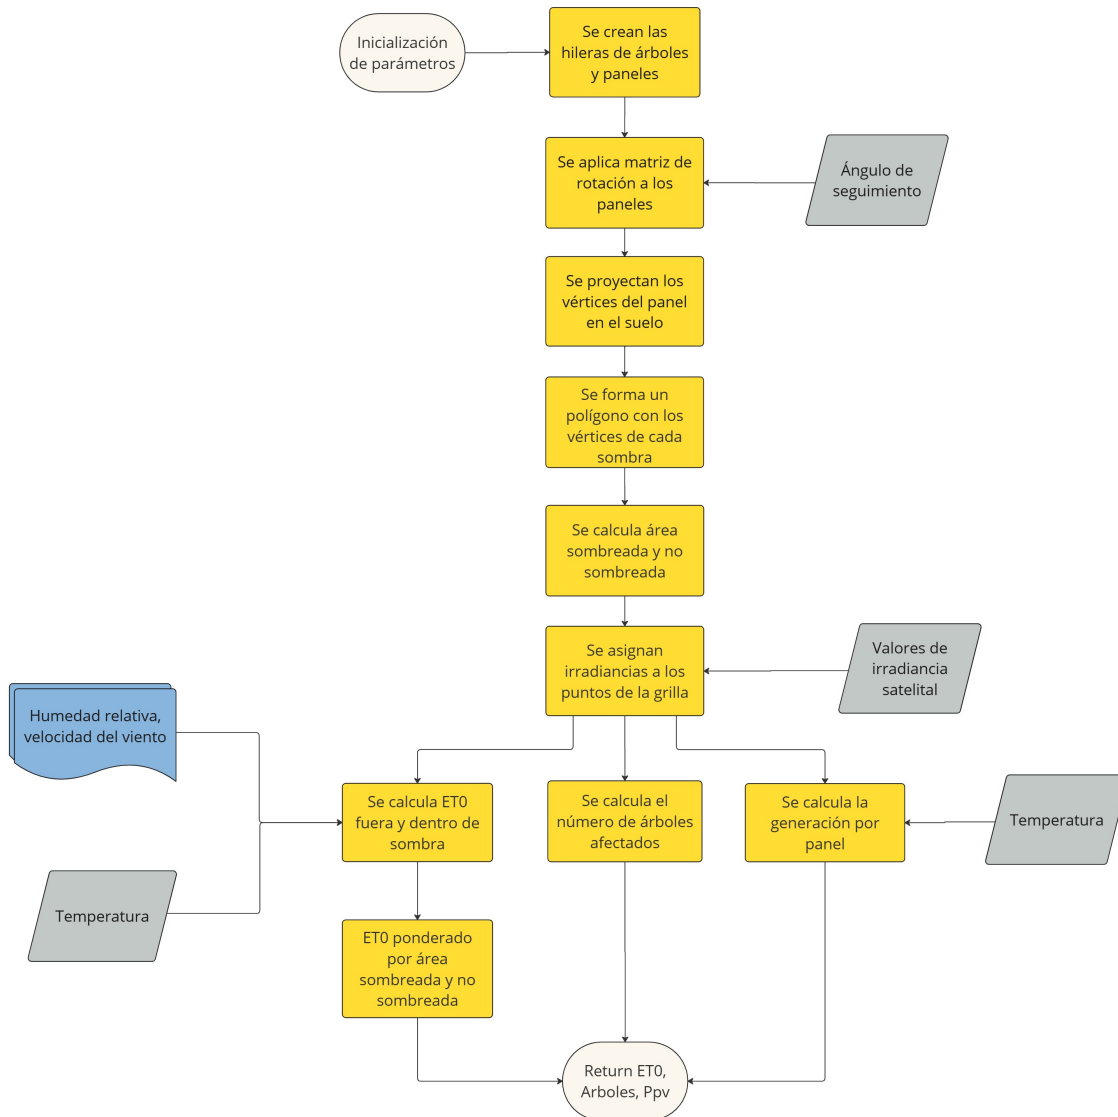 Inicialización
de parámetros
Se crean las
hileras de árboles
y paneles
Se aplica matriz de
rotación a los
paneles
Ángulo de
seguimiento
Se proyectan los
vértices del panel
en el suelo
Se forma un
polígono con los
vértices de cada
sombra
Se calcula área
sombreada y no
sombreada
Se asignan
irradiancias a los
puntos de la grilla
Valores de
irradiancia
satelital
Humedad relativa,
velocidad del viento
Temperatura
Se calcula ET0
fuera y dentro de
sombra
Se calcula el
número de árboles
afectados
Se calcula la
generación por
panel
Temperatura
ET0 ponderado
por área
sombreada y no
sombreada
Return ET0,
Arboles, Ppv